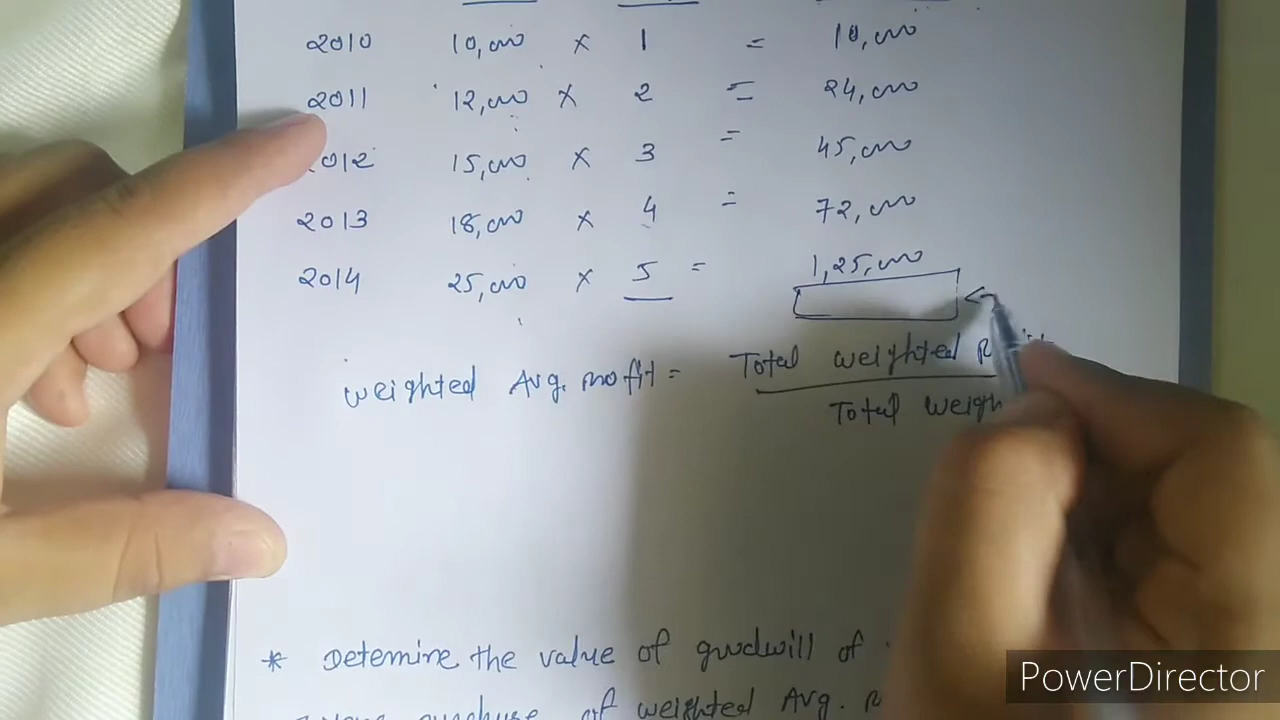 2010 10,000 × 1 = 10,000
2011 12,000 × 2 = 24,000
2012 15,000 × 3 = 45,000
2013 18,000 × 4 = 72,000
2014 25,000 × 5 = 1,25,000
Weighted Avg. profit = Total weighted
Total
* Detemine the value of goodwill of
of weighted Avg.
PowerDirector